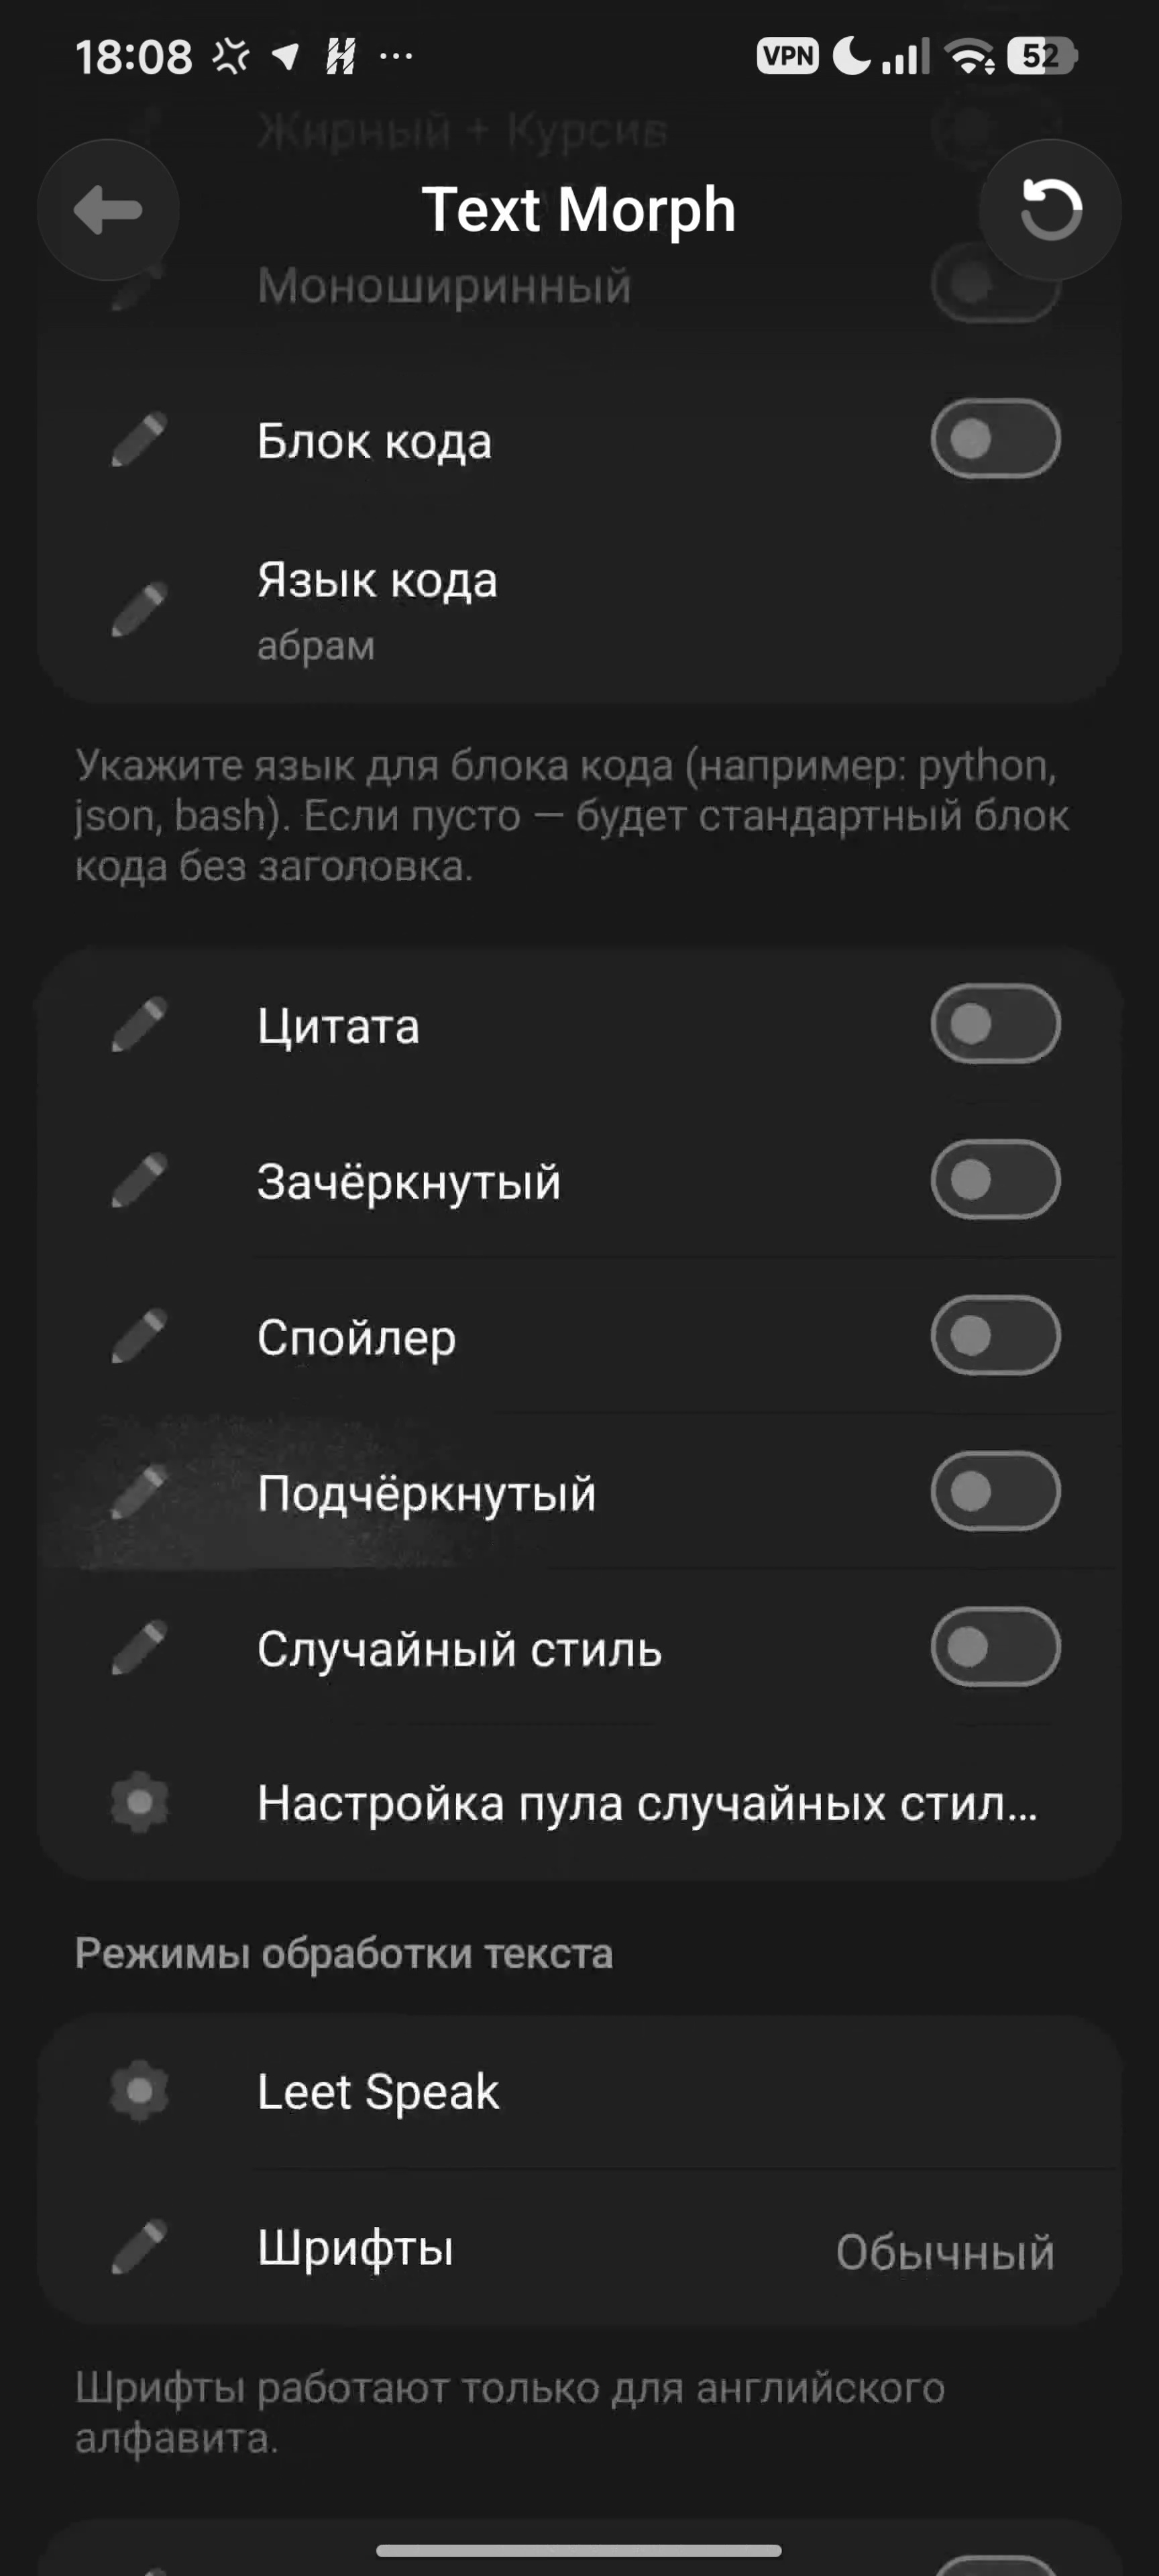 18:08
VPN
52
Жирный + Курсив
Text Morph
Моноширинный
Блок кода
Язык кода
абрам
Укажите язык для блока кода (например: python,
json, bash). Если пусто — будет стандартный блок
кода без заголовка.
Цитата
Зачёркнутый
Спойлер
Подчёркнутый
Случайный стиль
Настройка пула случайных стил...
Режимы обработки текста
Leet Speak
Шрифты
Обычный
Шрифты работают только для английского
алфавита.